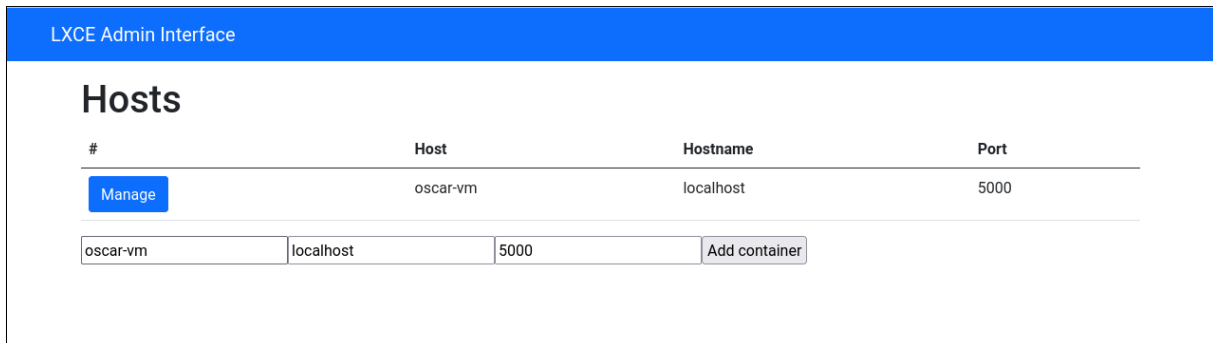 LXCE Admin Interface
Hosts
# Host Hostname Port
Manage oscar-vm localhost 5000
oscar-vm localhost 5000 Add container